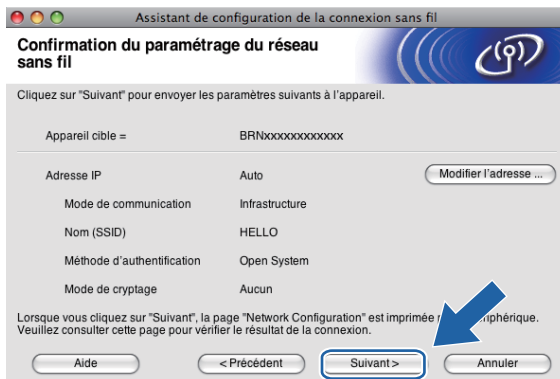 Assistant de configuration de la connexion sans fil
Confirmation du paramétrage du réseau
sans fil
Cliquez sur "Suivant" pour envoyer les paramètres suivants à l'appareil.
Appareil cible = BRNxxxxxxxxxxxx
Adresse IP Auto Modifier l'adresse ...
Mode de communication Infrastructure
Nom (SSID) HELLO
Méthode d'authentification Open System
Mode de cryptage Aucun
Lorsque vous cliquez sur "Suivant", la page "Network Configuration" est imprimée
Veuillez consulter cette page pour vérifier le résultat de la connexion.
Aide < Précédent Suivant > Annuler